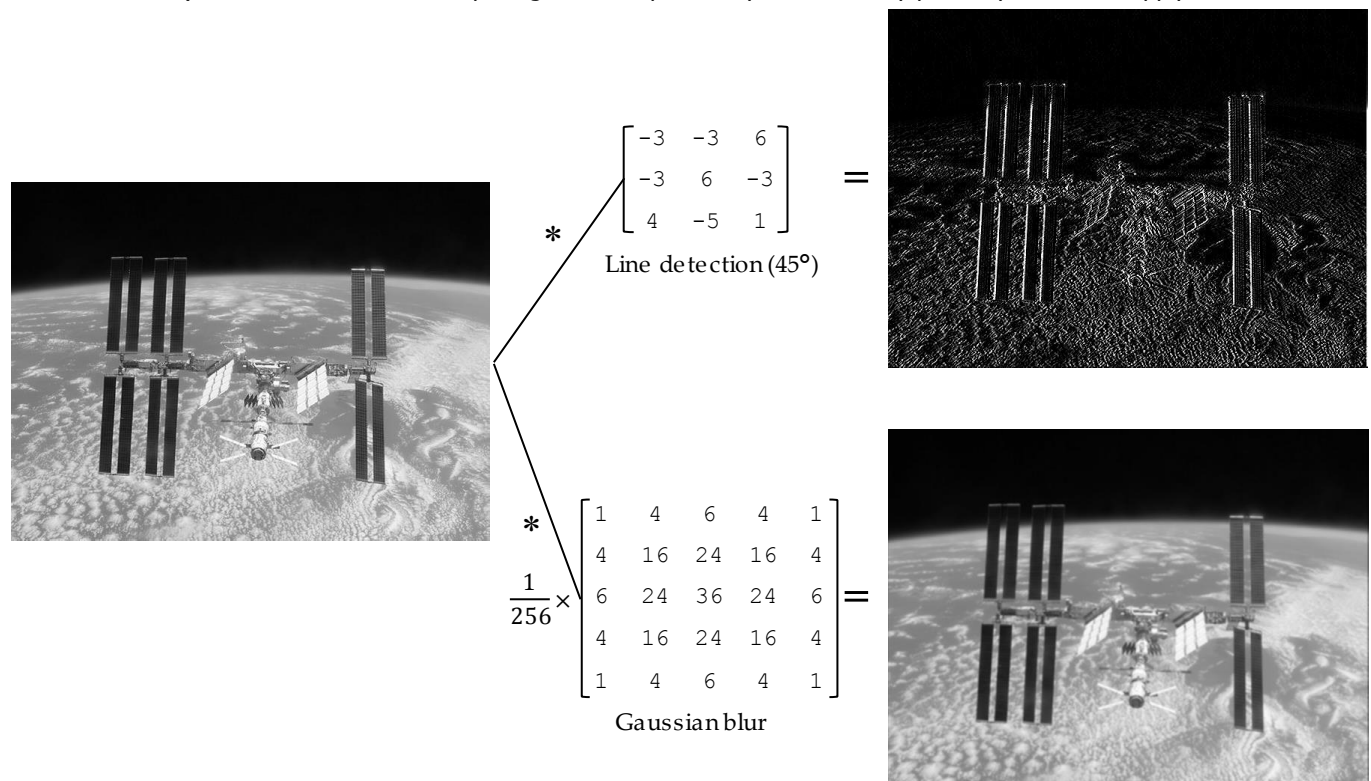 -3 -3 6
-3 6 -3
4 -5 1
=
*
Line detection (45°)
*
1/256 ×
1 4 6 4 1
4 16 24 16 4
6 24 36 24 6
4 16 24 16 4
1 4 6 4 1
=
Gaussian blur